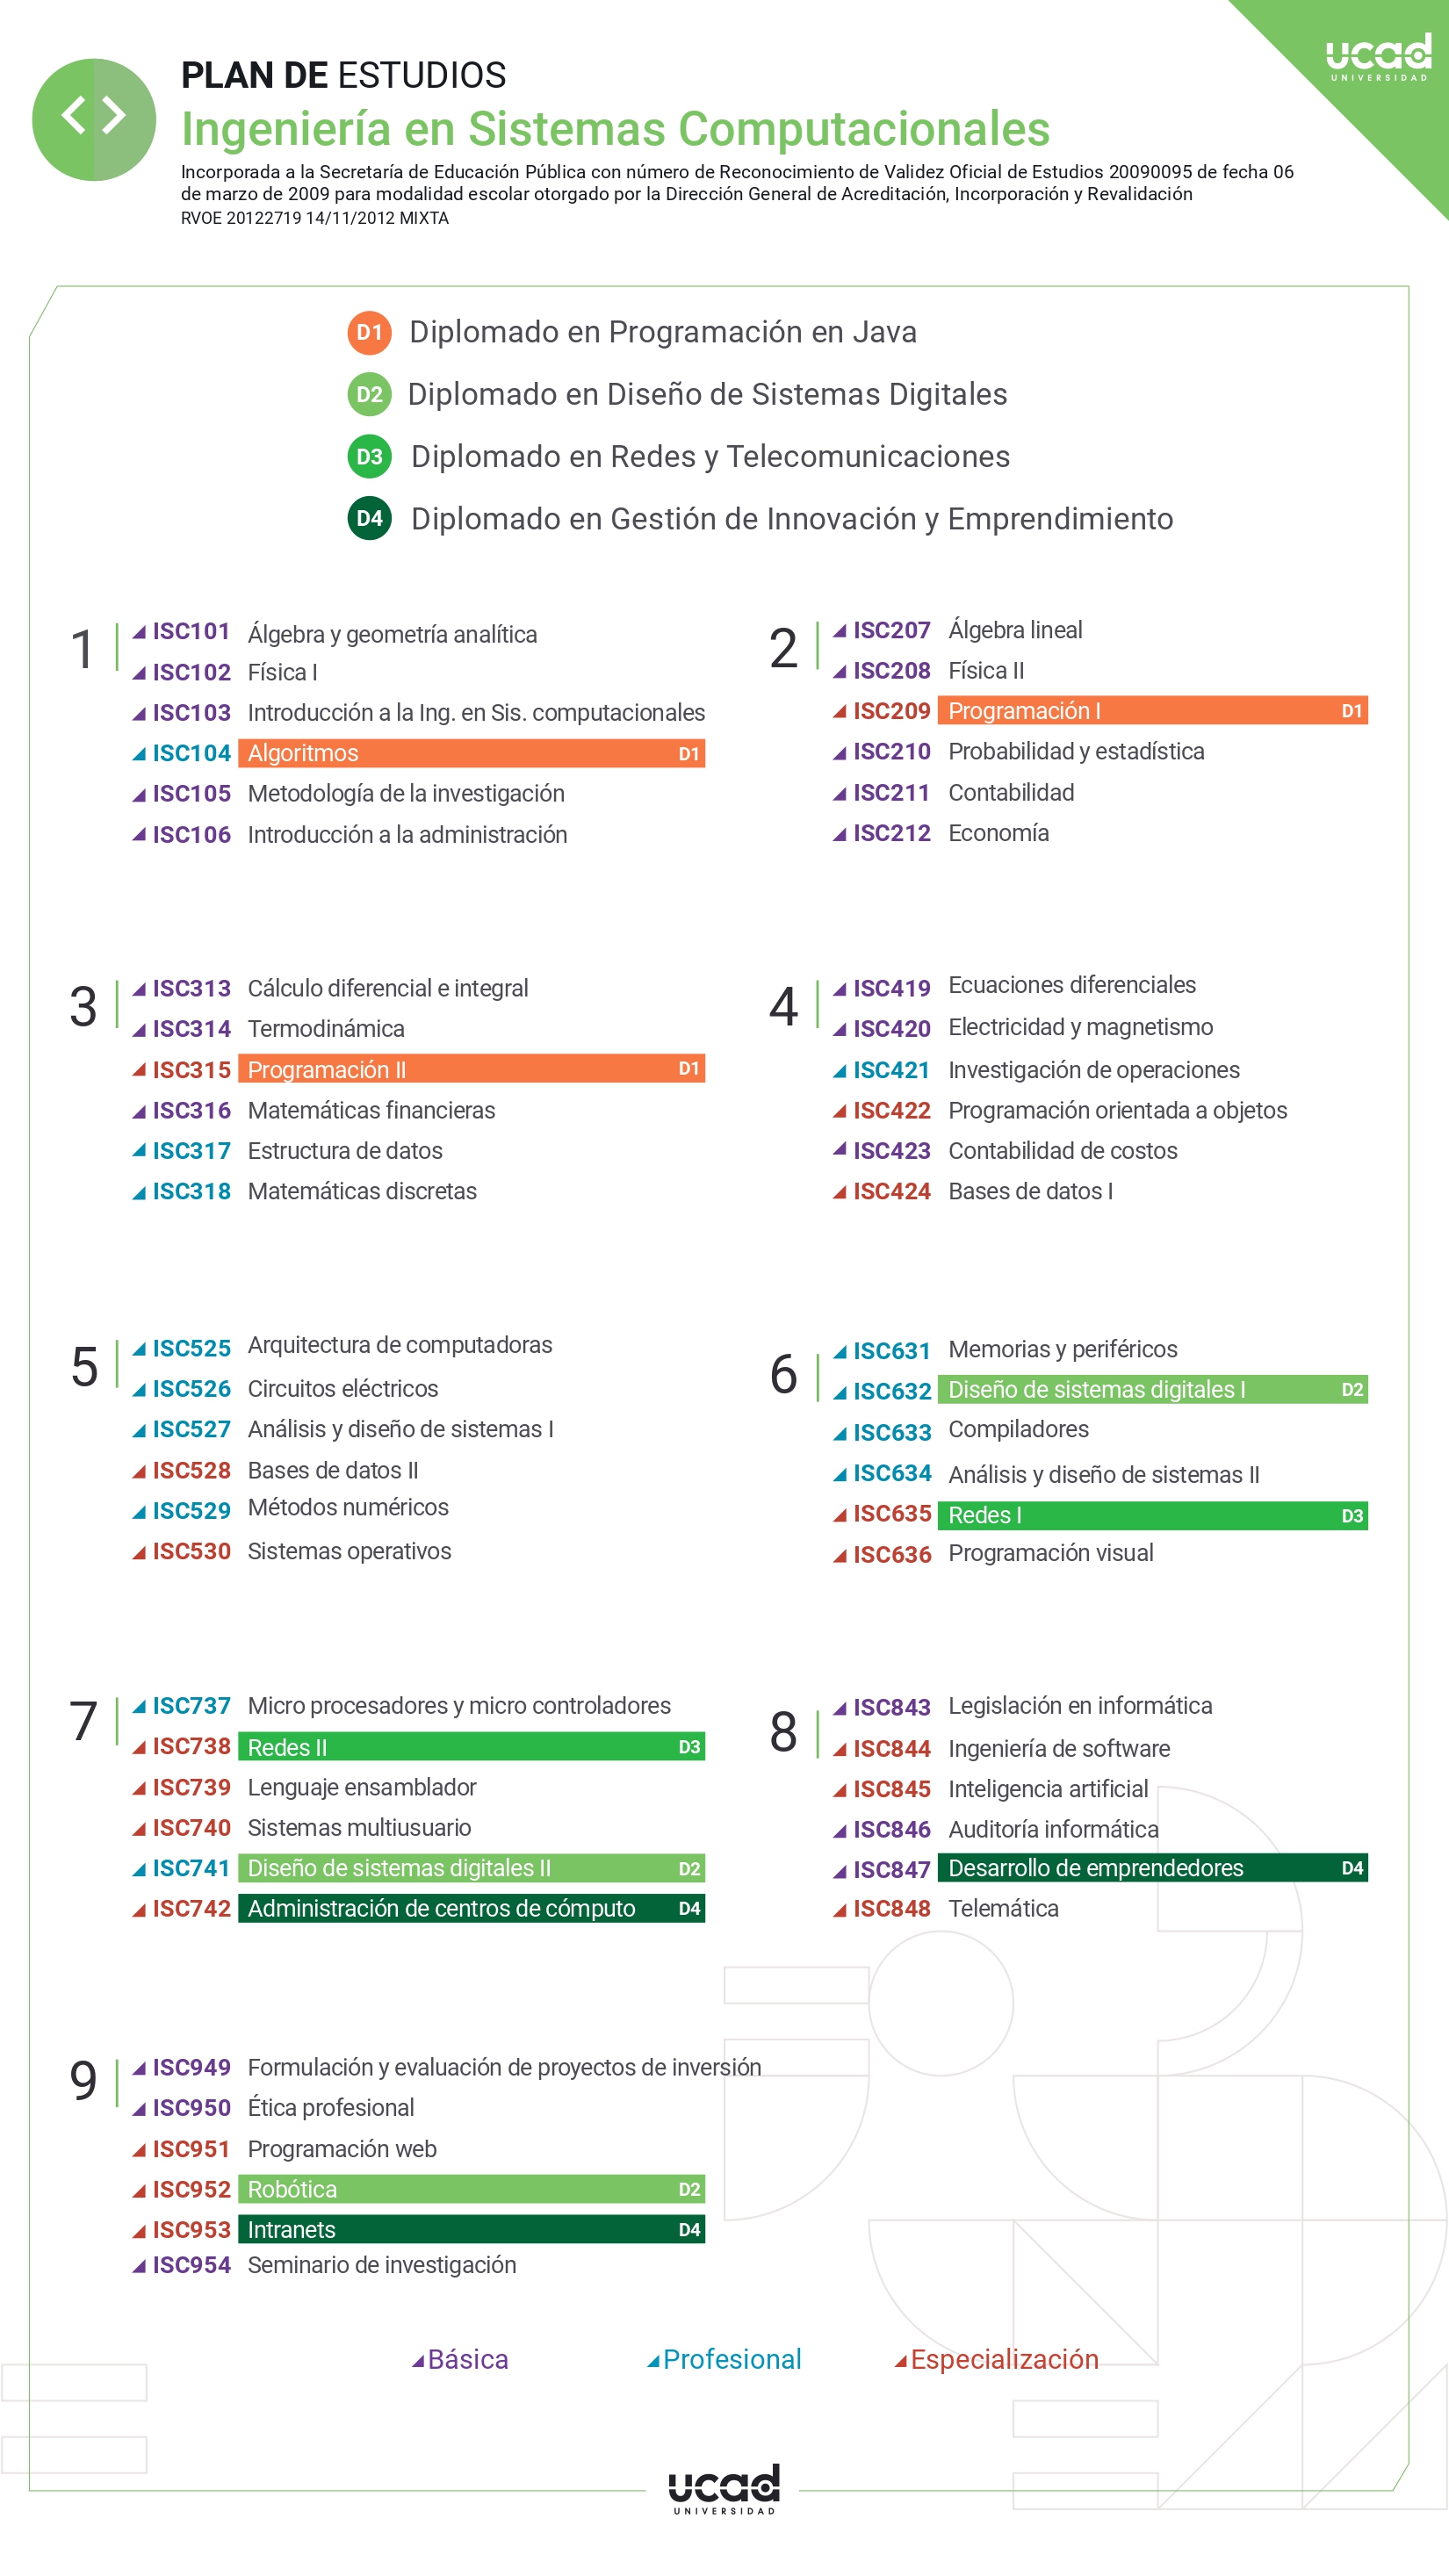 ucad
UNIVERSIDAD
PLAN DE ESTUDIOS
Ingeniería en Sistemas Computacionales
Incorporada a la Secretaría de Educación Pública con número de Reconocimiento de Validez Oficial de Estudios 20090095 de fecha 06
de marzo de 2009 para modalidad escolar otorgado por la Dirección General de Acreditación, Incorporación y Revalidación
RVOE 20122719 14/11/2012 MIXTA
D1 Diplomado en Programación en Java
D2 Diplomado en Diseño de Sistemas Digitales
D3 Diplomado en Redes y Telecomunicaciones
D4 Diplomado en Gestión de Innovación y Emprendimiento
1
ISC101 Álgebra y geometría analítica
ISC102 Física I
ISC103 Introducción a la Ing. en Sis. computacionales
ISC104 Algoritmos D1
ISC105 Metodología de la investigación
ISC106 Introducción a la administración
2
ISC207 Álgebra lineal
ISC208 Física II
ISC209 Programación I D1
ISC210 Probabilidad y estadística
ISC211 Contabilidad
ISC212 Economía
3
ISC313 Cálculo diferencial e integral
ISC314 Termodinámica
ISC315 Programación II D1
ISC316 Matemáticas financieras
ISC317 Estructura de datos
ISC318 Matemáticas discretas
4
ISC419 Ecuaciones diferenciales
ISC420 Electricidad y magnetismo
ISC421 Investigación de operaciones
ISC422 Programación orientada a objetos
ISC423 Contabilidad de costos
ISC424 Bases de datos I
5
ISC525 Arquitectura de computadoras
ISC526 Circuitos eléctricos
ISC527 Análisis y diseño de sistemas I
ISC528 Bases de datos II
ISC529 Métodos numéricos
ISC530 Sistemas operativos
6
ISC631 Memorias y periféricos
ISC632 Diseño de sistemas digitales I D2
ISC633 Compiladores
ISC634 Análisis y diseño de sistemas II
ISC635 Redes I D3
ISC636 Programación visual
7
ISC737 Micro procesadores y micro controladores
ISC738 Redes II D3
ISC739 Lenguaje ensamblador
ISC740 Sistemas multiusuario
ISC741 Diseño de sistemas digitales II D2
ISC742 Administración de centros de cómputo D4
8
ISC843 Legislación en informática
ISC844 Ingeniería de software
ISC845 Inteligencia artificial
ISC846 Auditoría informática
ISC847 Desarrollo de emprendedores D4
ISC848 Telemática
9
ISC949 Formulación y evaluación de proyectos de inversión
ISC950 Ética profesional
ISC951 Programación web
ISC952 Robótica D2
ISC953 Intranets D4
ISC954 Seminario de investigación
Básica Profesional Especialización
ucad
UNIVERSIDAD